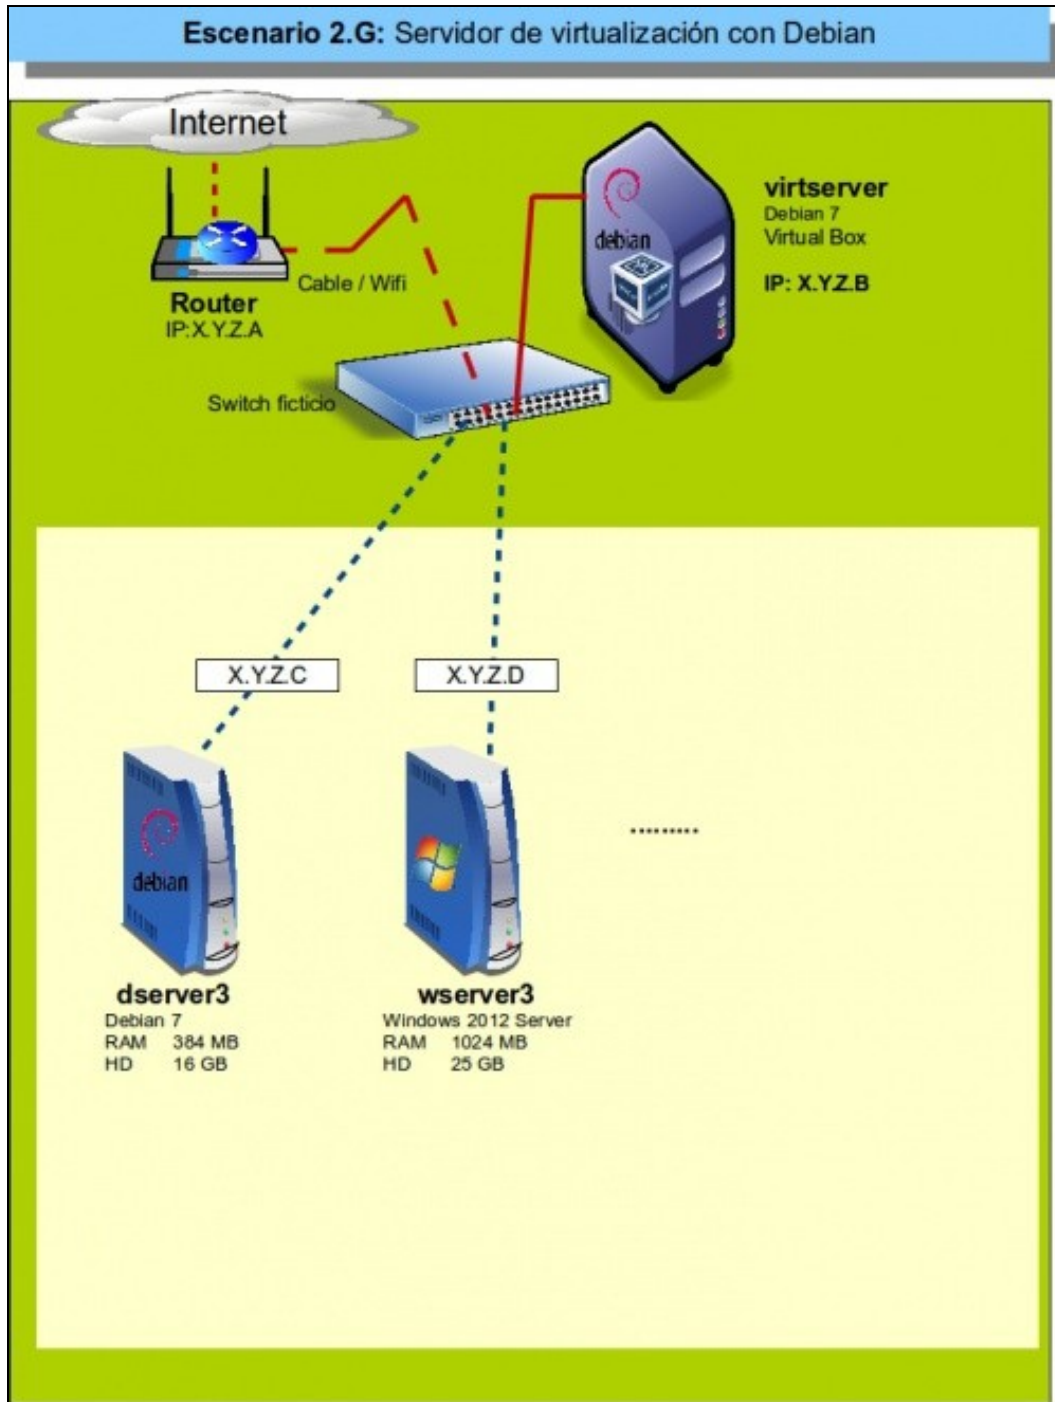 Escenario 2.G: Servidor de virtualización con Debian
Internet
Cable / Wifi
Router
IP:X.Y.Z.A
virtserver
Debian 7
Virtual Box
IP: X.Y.Z.B
debian
Switch ficticio
X.Y.Z.C
X.Y.Z.D
debian
dserver3
Debian 7
RAM 384 MB
HD 16 GB
wserver3
Windows 2012 Server
RAM 1024 MB
HD 25 GB
.........